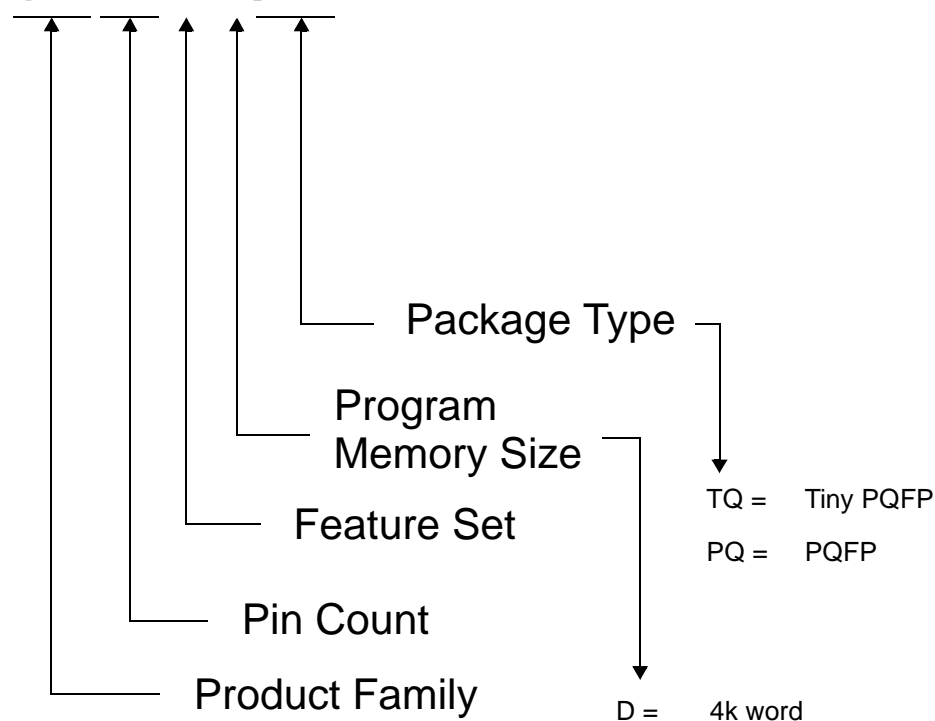 Package Type
Program
Memory Size
TQ = Tiny PQFP
Feature Set
PQ = PQFP
Pin Count
Product Family
D = 4k word